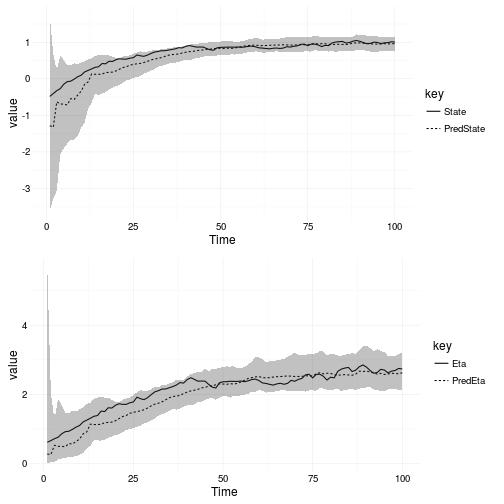 value
1
0
-1
-2
-3
0 25 50 75 100
Time
key
State
PredState
value
4
2
0
0 25 50 75 100
Time
key
Eta
PredEta